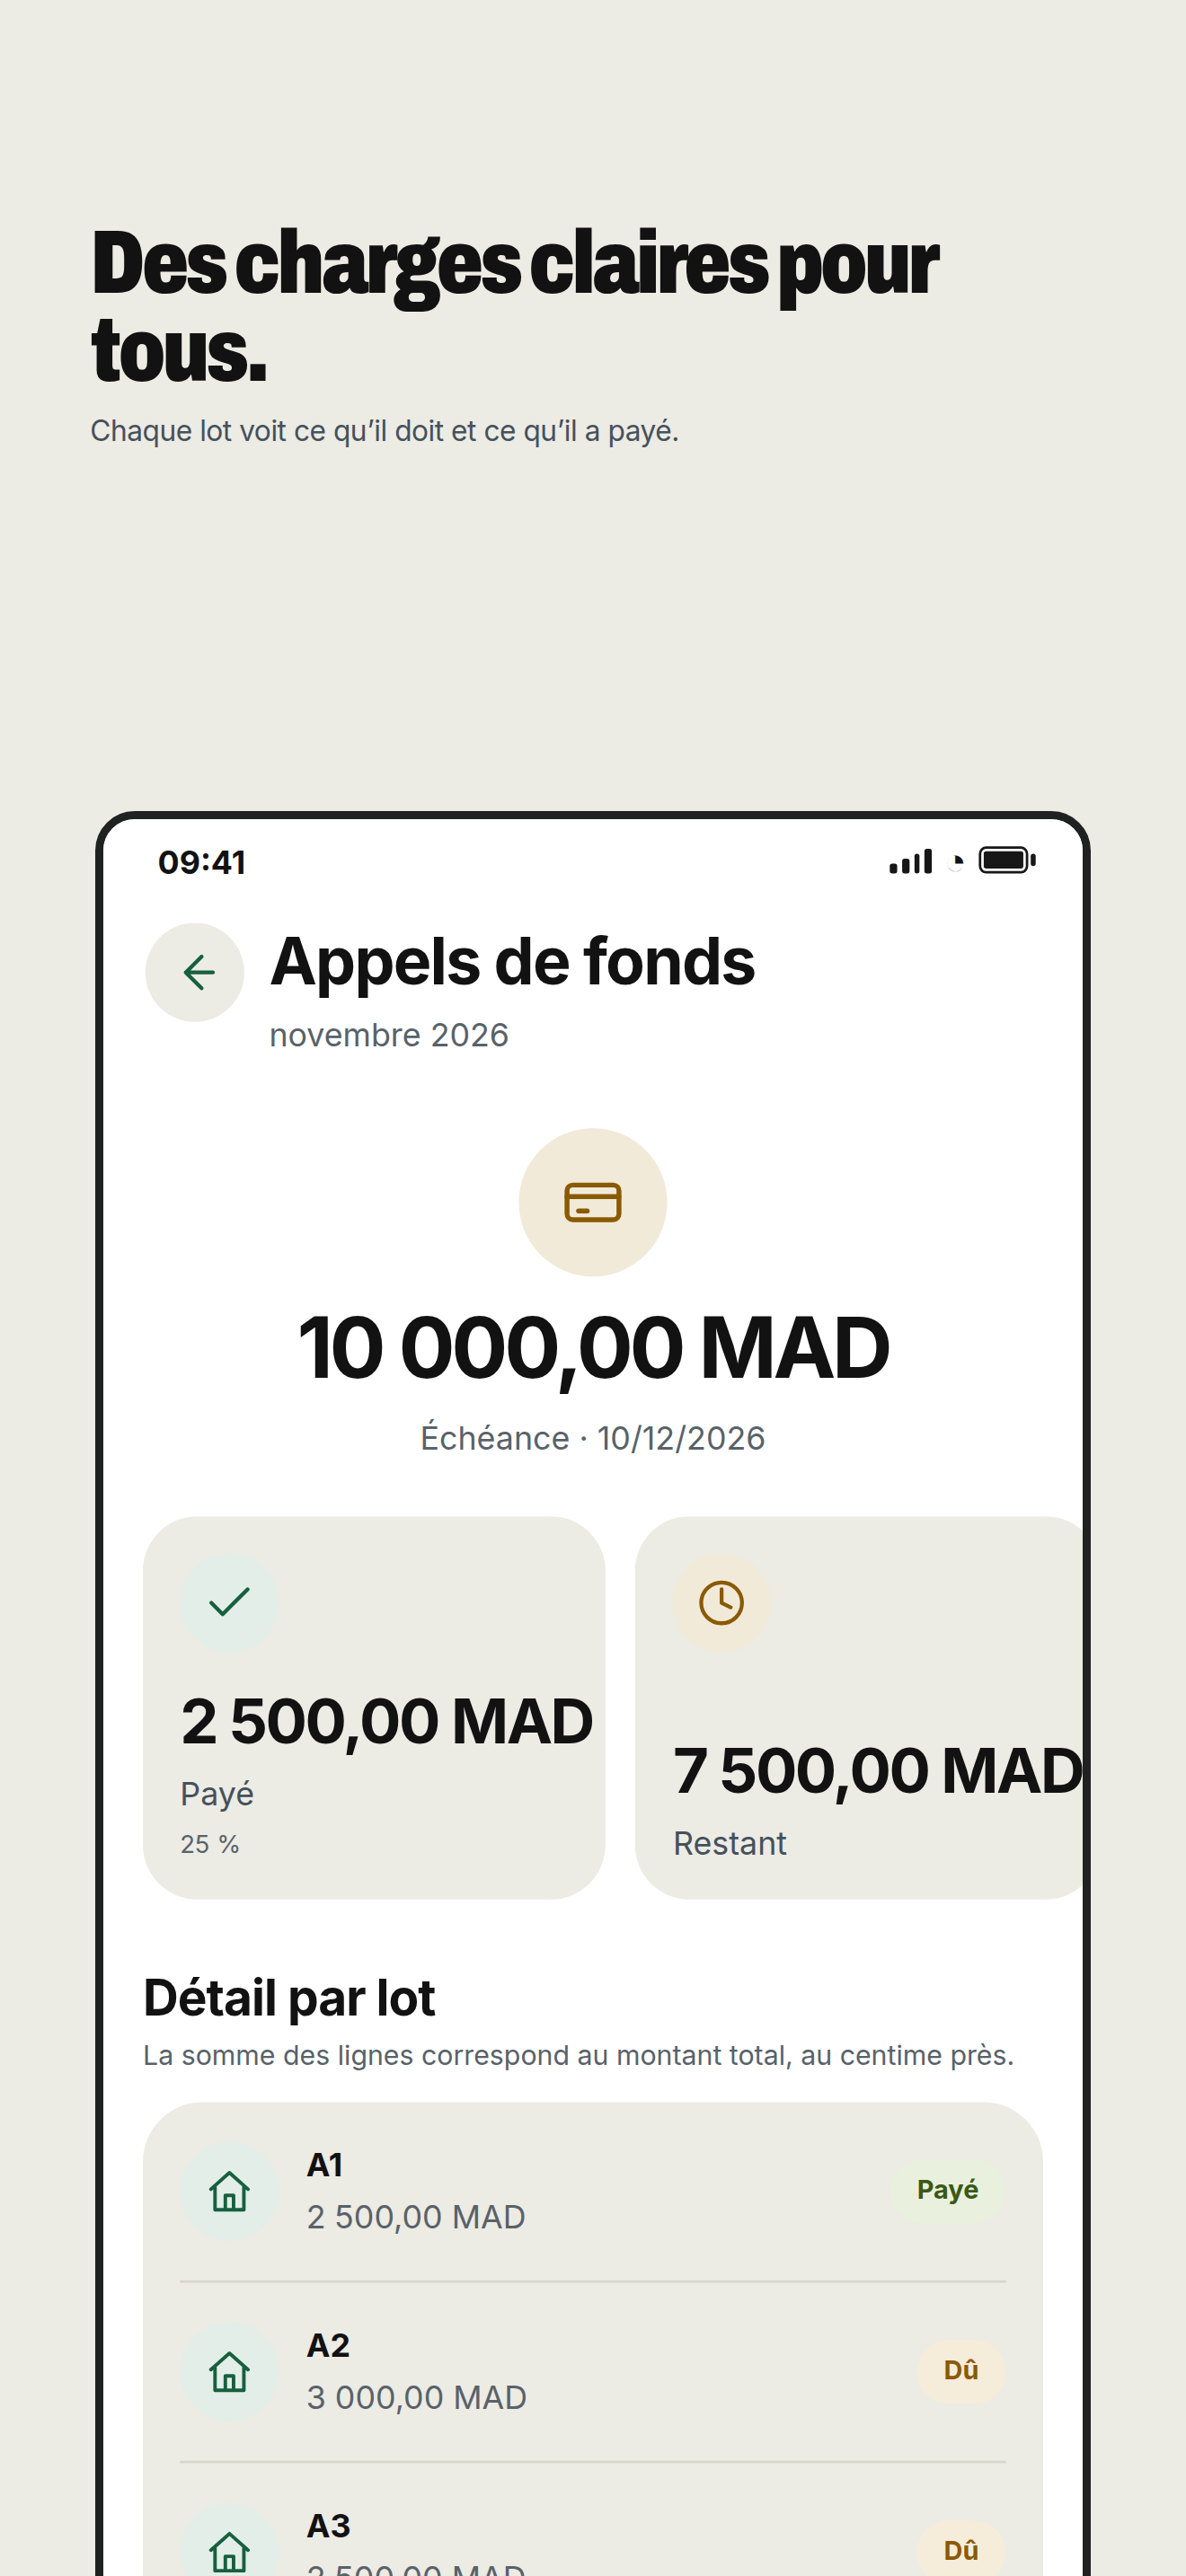 Des charges claires pour
tous.
Chaque lot voit ce qu’il doit et ce qu’il a payé.
09:41
Appels de fonds
novembre 2026
10 000,00 MAD
Échéance · 10/12/2026
2 500,00 MAD
Payé
25 %
7 500,00 MAD
Restant
Détail par lot
La somme des lignes correspond au montant total, au centime près.
A1
2 500,00 MAD
Payé
A2
3 000,00 MAD
Dû
A3
Dû